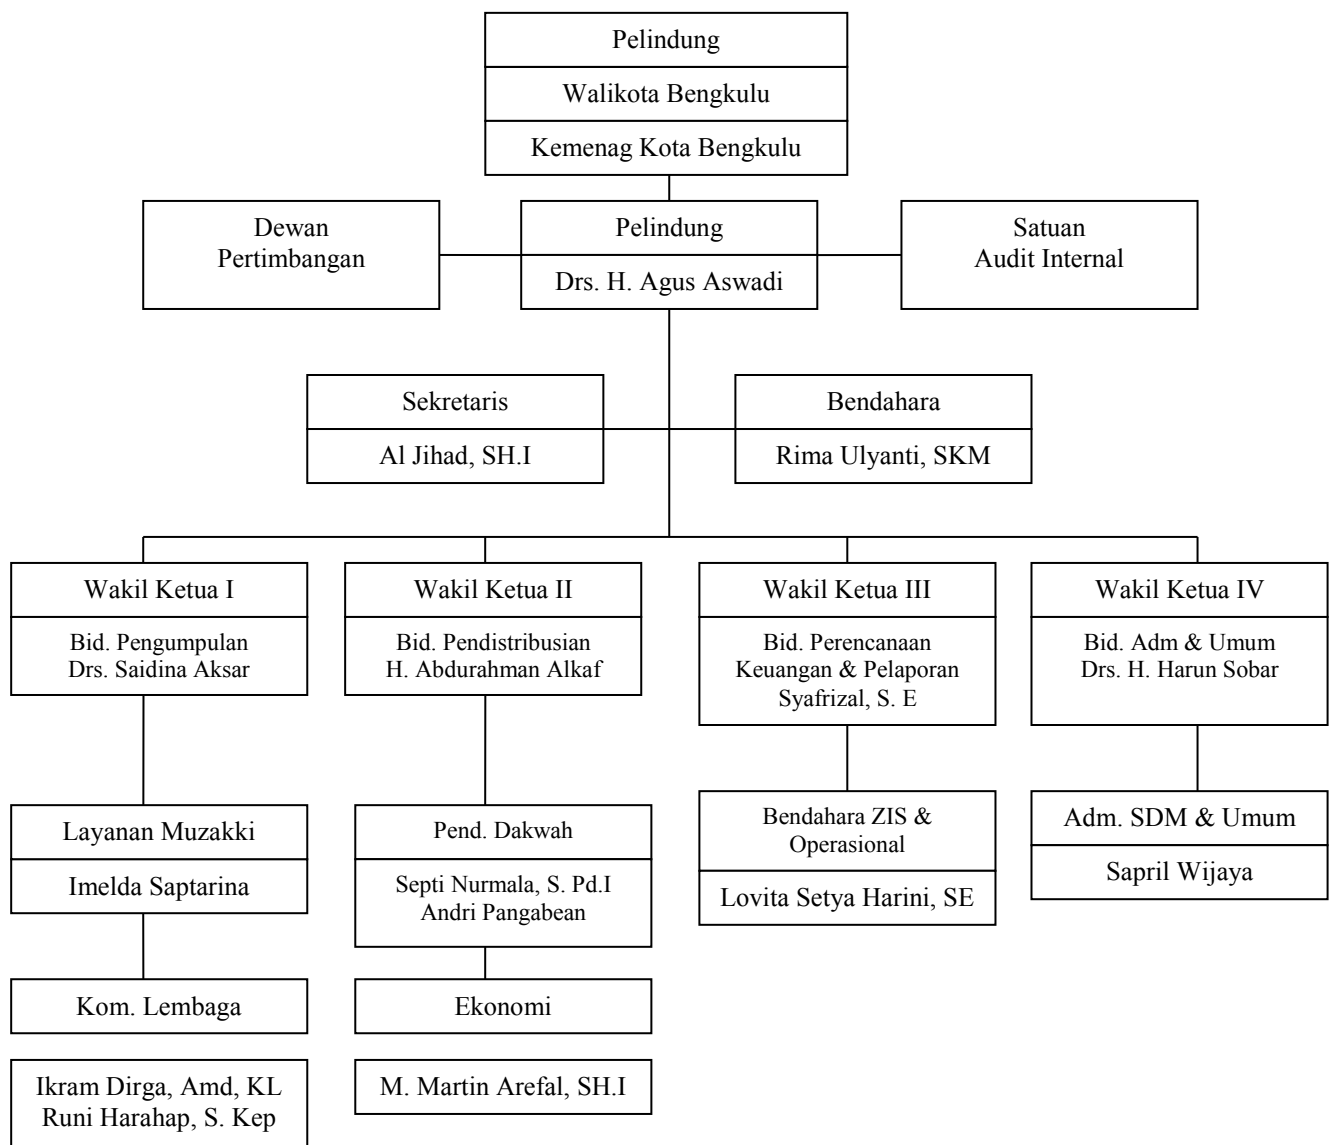 Pelindung
Walikota Bengkulu
Kemenag Kota Bengkulu
Dewan
Pertimbangan
Pelindung
Drs. H. Agus Aswadi
Satuan
Audit Internal
Sekretaris
Al Jihad, SH.I
Bendahara
Rima Ulyanti, SKM
Wakil Ketua I
Bid. Pengumpulan
Drs. Saidina Aksar
Wakil Ketua II
Bid. Pendistribusian
H. Abdurahman Alkaf
Wakil Ketua III
Bid. Perencanaan
Keuangan & Pelaporan
Syafrizal, S. E
Wakil Ketua IV
Bid. Adm & Umum
Drs. H. Harun Sobar
Layanan Muzakki
Imelda Saptarina
Pend. Dakwah
Septi Nurmala, S. Pd.I
Andri Pangabean
Bendahara ZIS &
Operasional
Lovita Setya Harini, SE
Adm. SDM & Umum
Sapril Wijaya
Kom. Lembaga
Ikram Dirga, Amd, KL
Runi Harahap, S. Kep
Ekonomi
M. Martin Arefal, SH.I